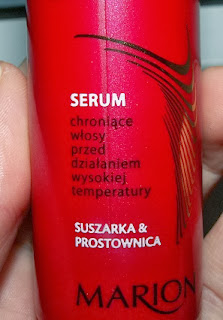 SERUM
chroniące
włosy
przed
działaniem
wysokiej
temperatury
SUSZARKA &
PROSTOWNICA
MARION